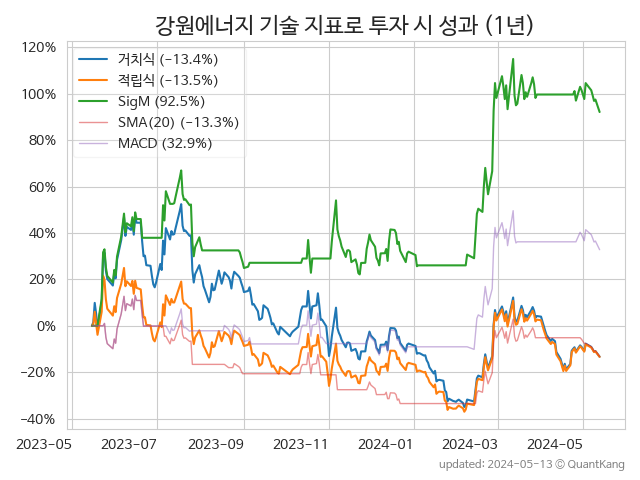 강원에너지 기술 지표로 투자 시 성과 (1년)
120%
100%
80%
60%
40%
20%
0%
−20%
−40%
거치식 (−13.4%)
적립식 (−13.5%)
SigM (92.5%)
SMA(20) (−13.3%)
MACD (32.9%)
2023-05 2023-07 2023-09 2023-11 2024-01 2024-03 2024-05
updated: 2024-05-13 ⓒ QuantKang